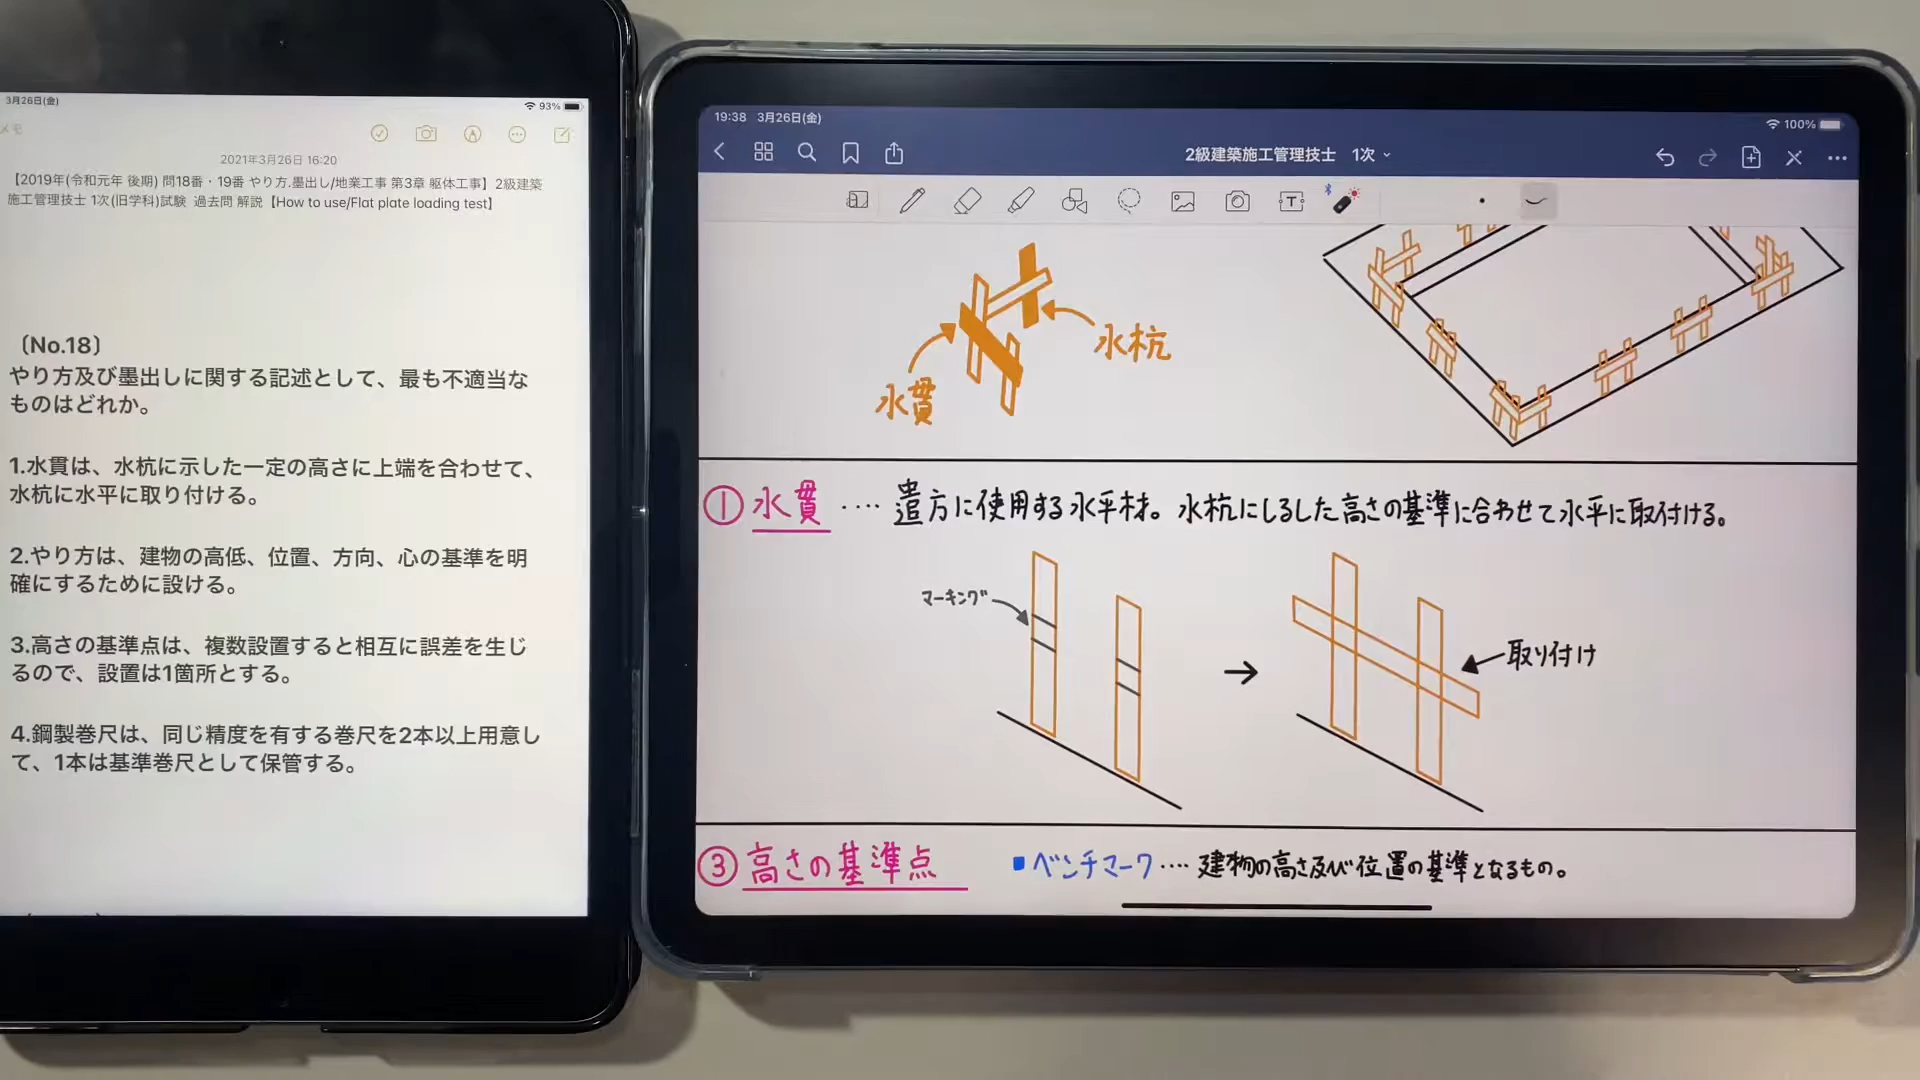 3月26日(金)
93%
メモ
2021年3月26日 16:20
【2019年(令和元年 後期) 問18番・19番 やり方.墨出し/地業工事 第3章 躯体工事】2級建築
施工管理技士 1次(旧学科)試験 過去問 解説【How to use/Flat plate loading test】
〔No.18〕
やり方及び墨出しに関する記述として、最も不適当な
ものはどれか。
1.水貫は、水杭に示した一定の高さに上端を合わせて、
水杭に水平に取り付ける。
2.やり方は、建物の高低、位置、方向、心の基準を明
確にするために設ける。
3.高さの基準点は、複数設置すると相互に誤差を生じ
るので、設置は1箇所とする。
4.鋼製巻尺は、同じ精度を有する巻尺を2本以上用意し
て、1本は基準巻尺として保管する。
19:38 3月26日(金)
100%
2級建築施工管理技士 1次
水杭
水貫
① 水貫 ‥‥ 遣方に使用する水平材。水杭にしるした高さの基準に合わせて水平に取付ける。
マーキング
→
取り付け
③ 高さの基準点
■ベンチマーク ‥‥ 建物の高さ及び位置の基準となるもの。